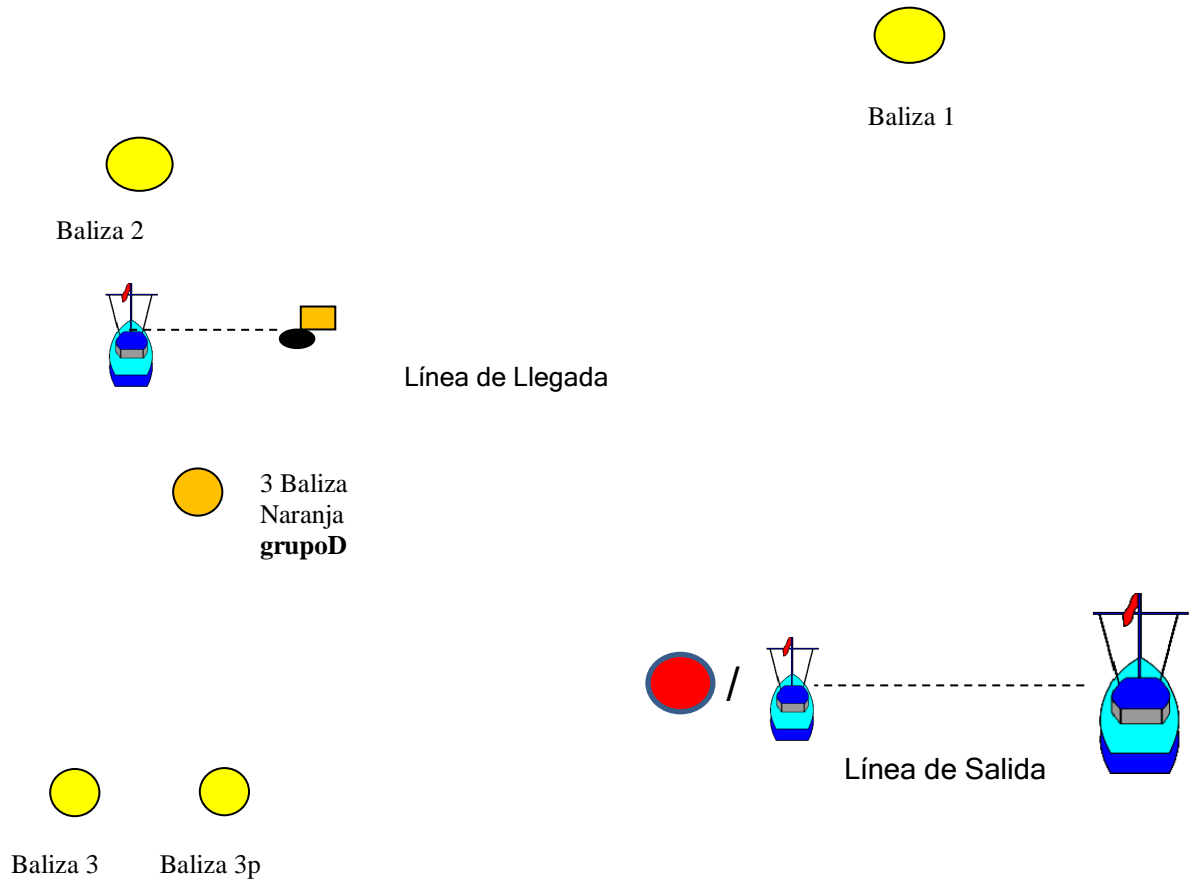 Baliza 1
Baliza 2
Línea de Llegada
3 Baliza
Naranja
grupoD
/
Línea de Salida
Baliza 3
Baliza 3p